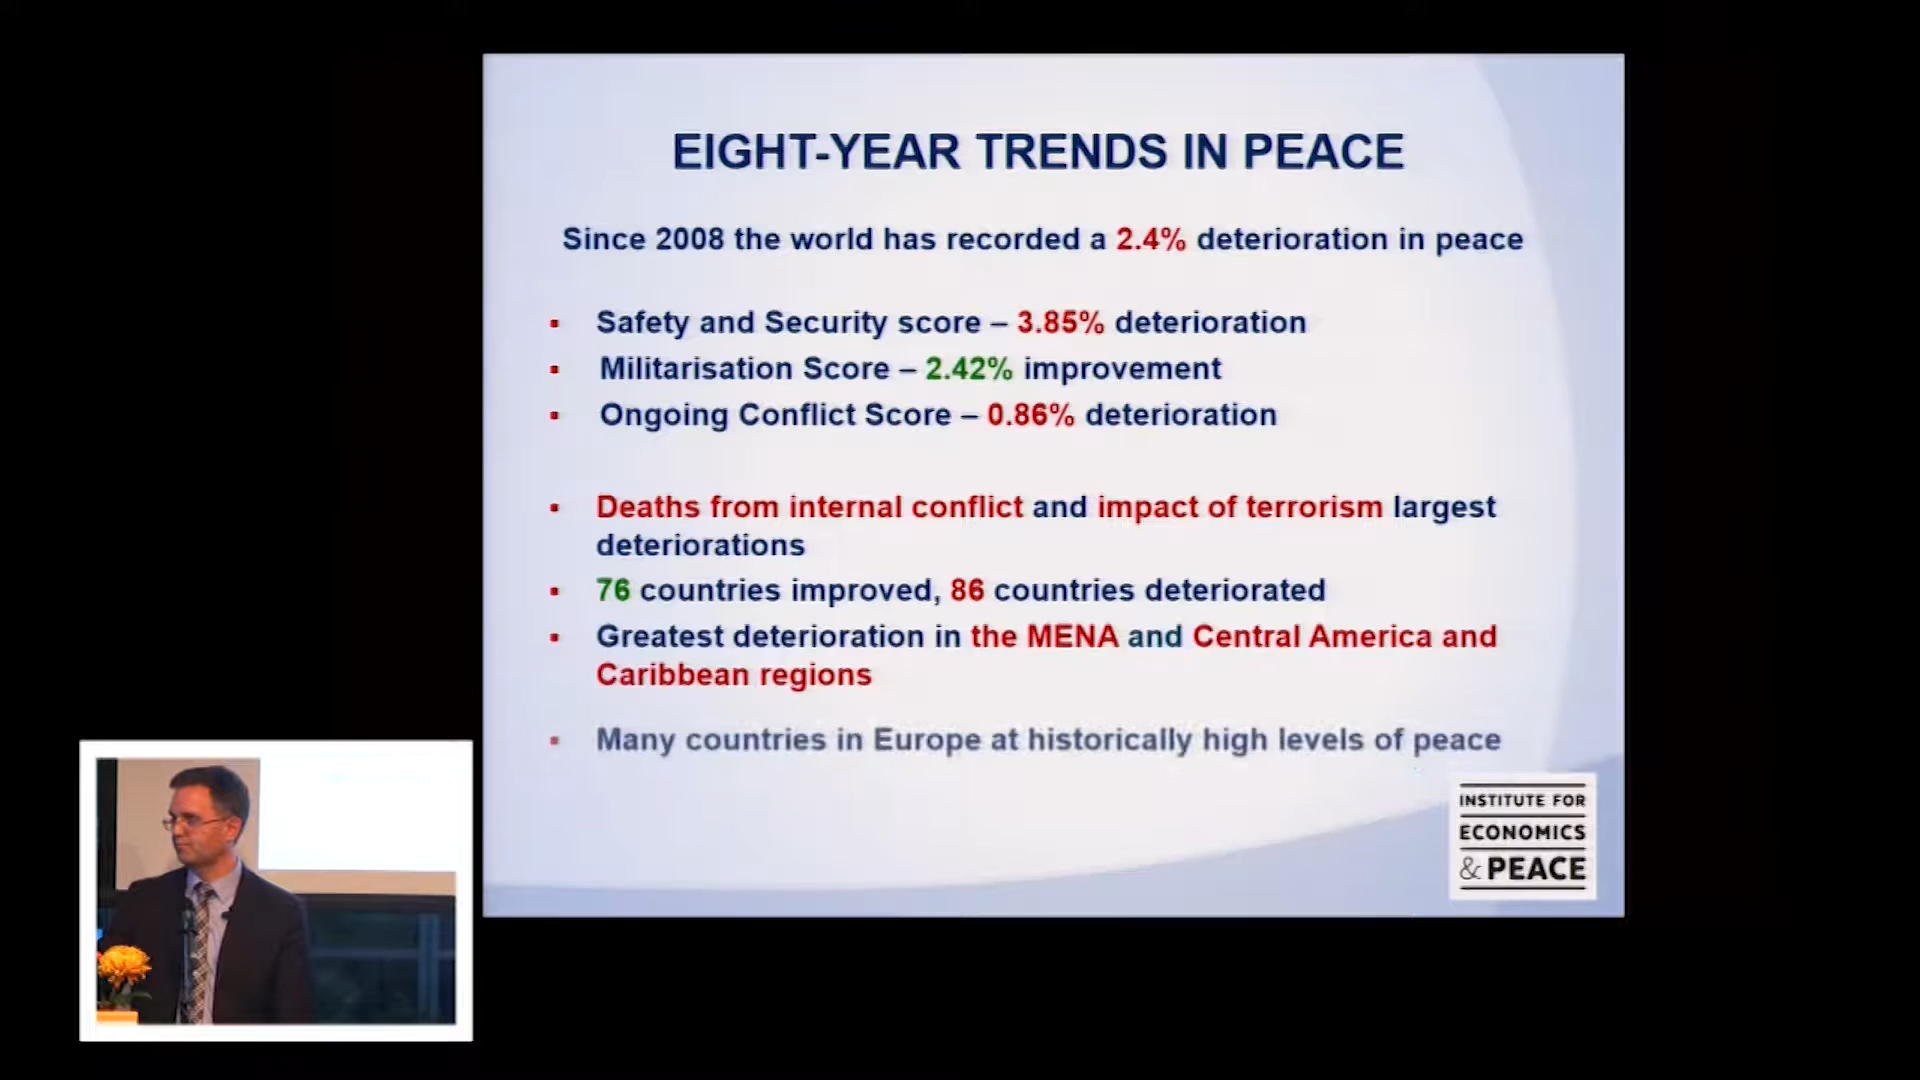 EIGHT-YEAR TRENDS IN PEACE
Since 2008 the world has recorded a 2.4% deterioration in peace
▪ Safety and Security score – 3.85% deterioration
▪ Militarisation Score – 2.42% improvement
▪ Ongoing Conflict Score – 0.86% deterioration
▪ Deaths from internal conflict and impact of terrorism largest
deteriorations
▪ 76 countries improved, 86 countries deteriorated
▪ Greatest deterioration in the MENA and Central America and
Caribbean regions
▪ Many countries in Europe at historically high levels of peace
INSTITUTE FOR
ECONOMICS
& PEACE